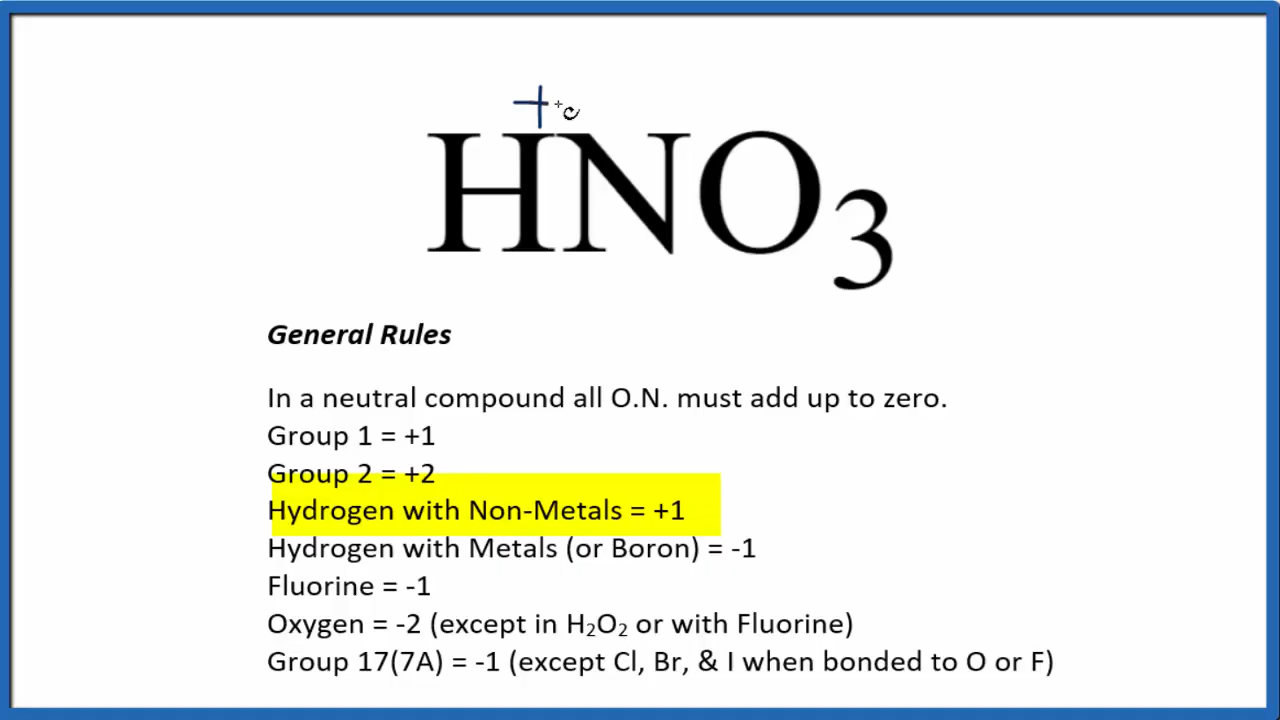 +
HNO₃
General Rules
In a neutral compound all O.N. must add up to zero.
Group 1 = +1
Group 2 = +2
Hydrogen with Non-Metals = +1
Hydrogen with Metals (or Boron) = -1
Fluorine = -1
Oxygen = -2 (except in H₂O₂ or with Fluorine)
Group 17(7A) = -1 (except Cl, Br, & I when bonded to O or F)